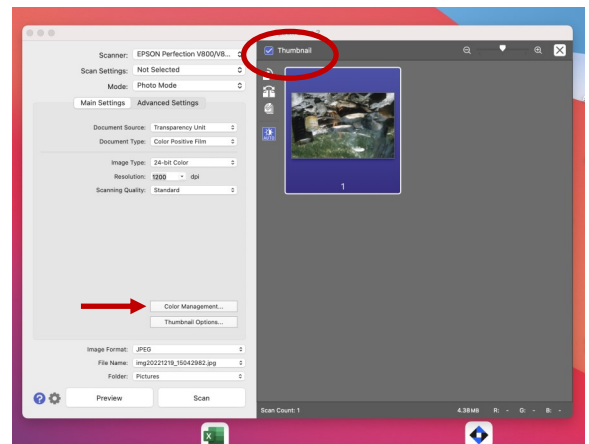 Scanner: EPSON Perfection V800/V8...
Scan Settings: Not Selected
Mode: Photo Mode
Main Settings Advanced Settings
Document Source: Transparency Unit
Document Type: Color Positive Film
Image Type: 24-bit Color
Resolution: 1200 dpi
Scanning Quality: Standard
Color Management...
Thumbnail Options...
Image Format: JPEG
File Name: img20221219_15042982.jpg
Folder: Pictures
Preview Scan
Thumbnail
AUTO
1
Scan Count: 1 4.38 MB R: - G: - B: -